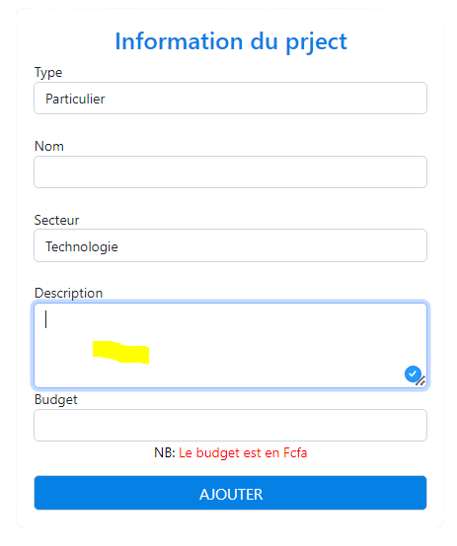 Information du prject
Type
Particulier
Nom
Secteur
Technologie
Description
Budget
NB: Le budget est en Fcfa
AJOUTER